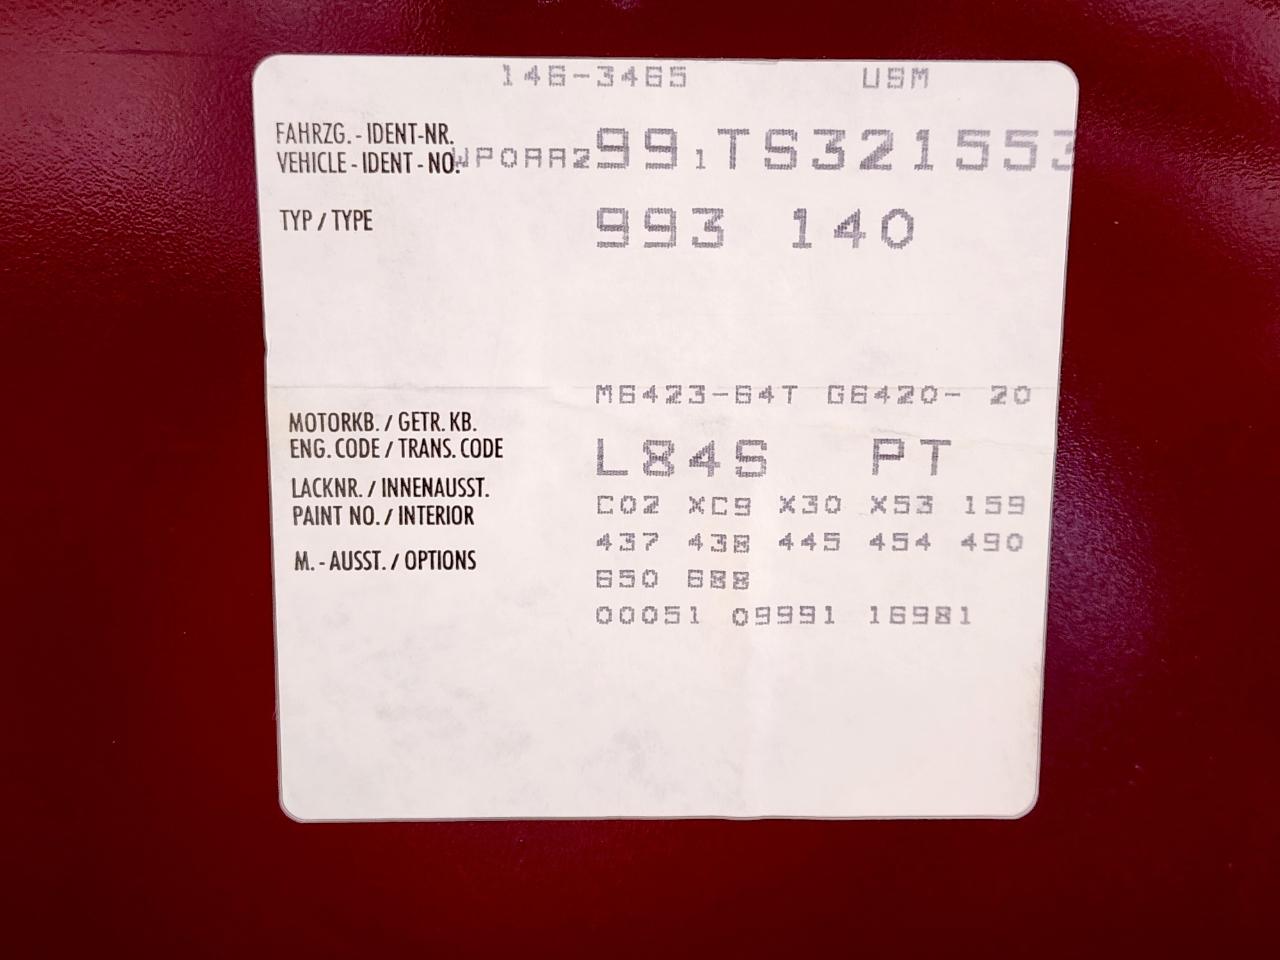 146-3465 USM
FAHRZG. - IDENT-NR.
VEHICLE - IDENT - NO. WP0AA2991TS321553
TYP / TYPE 993 140
M6423-64T G6420- 20
MOTORKB. / GETR. KB.
ENG. CODE / TRANS. CODE L84S PT
LACKNR. / INNENAUSST.
PAINT NO. / INTERIOR C02 XC9 X30 X53 159
437 438 445 454 490
M. - AUSST. / OPTIONS 650 688
00051 09991 16981